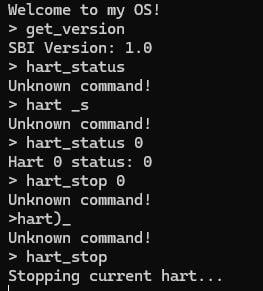 Welcome to my OS!
> get_version
SBI Version: 1.0
> hart_status
Unknown command!
> hart _s
Unknown command!
> hart_status 0
Hart 0 status: 0
> hart_stop 0
Unknown command!
>hart)_
Unknown command!
> hart_stop
Stopping current hart...